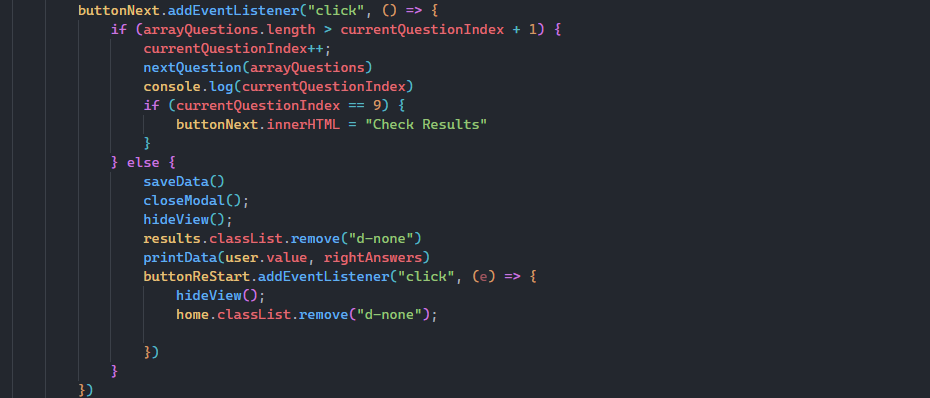 buttonNext.addEventListener("click", () => {
if (arrayQuestions.length > currentQuestionIndex + 1) {
currentQuestionIndex++;
nextQuestion(arrayQuestions)
console.log(currentQuestionIndex)
if (currentQuestionIndex == 9) {
buttonNext.innerHTML = "Check Results"
}
} else {
saveData()
closeModal();
hideView();
results.classList.remove("d-none")
printData(user.value, rightAnswers)
buttonReStart.addEventListener("click", (e) => {
hideView();
home.classList.remove("d-none");
})
}
})